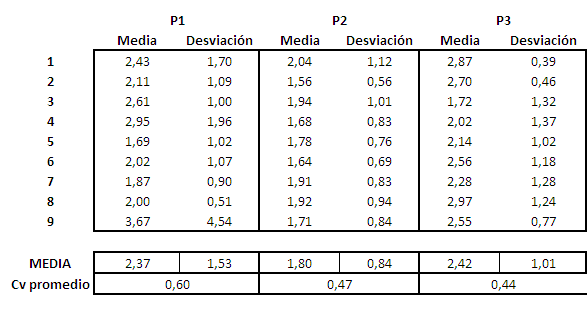 P1 P2 P3
Media Desviación Media Desviación Media Desviación
1 2,43 1,70 2,04 1,12 2,87 0,39
2 2,11 1,09 1,56 0,56 2,70 0,46
3 2,61 1,00 1,94 1,01 1,72 1,32
4 2,95 1,96 1,68 0,83 2,02 1,37
5 1,69 1,02 1,78 0,76 2,14 1,02
6 2,02 1,07 1,64 0,69 2,56 1,18
7 1,87 0,90 1,91 0,83 2,28 1,28
8 2,00 0,51 1,92 0,94 2,97 1,24
9 3,67 4,54 1,71 0,84 2,55 0,77
MEDIA 2,37 1,53 1,80 0,84 2,42 1,01
Cv promedio 0,60 0,47 0,44